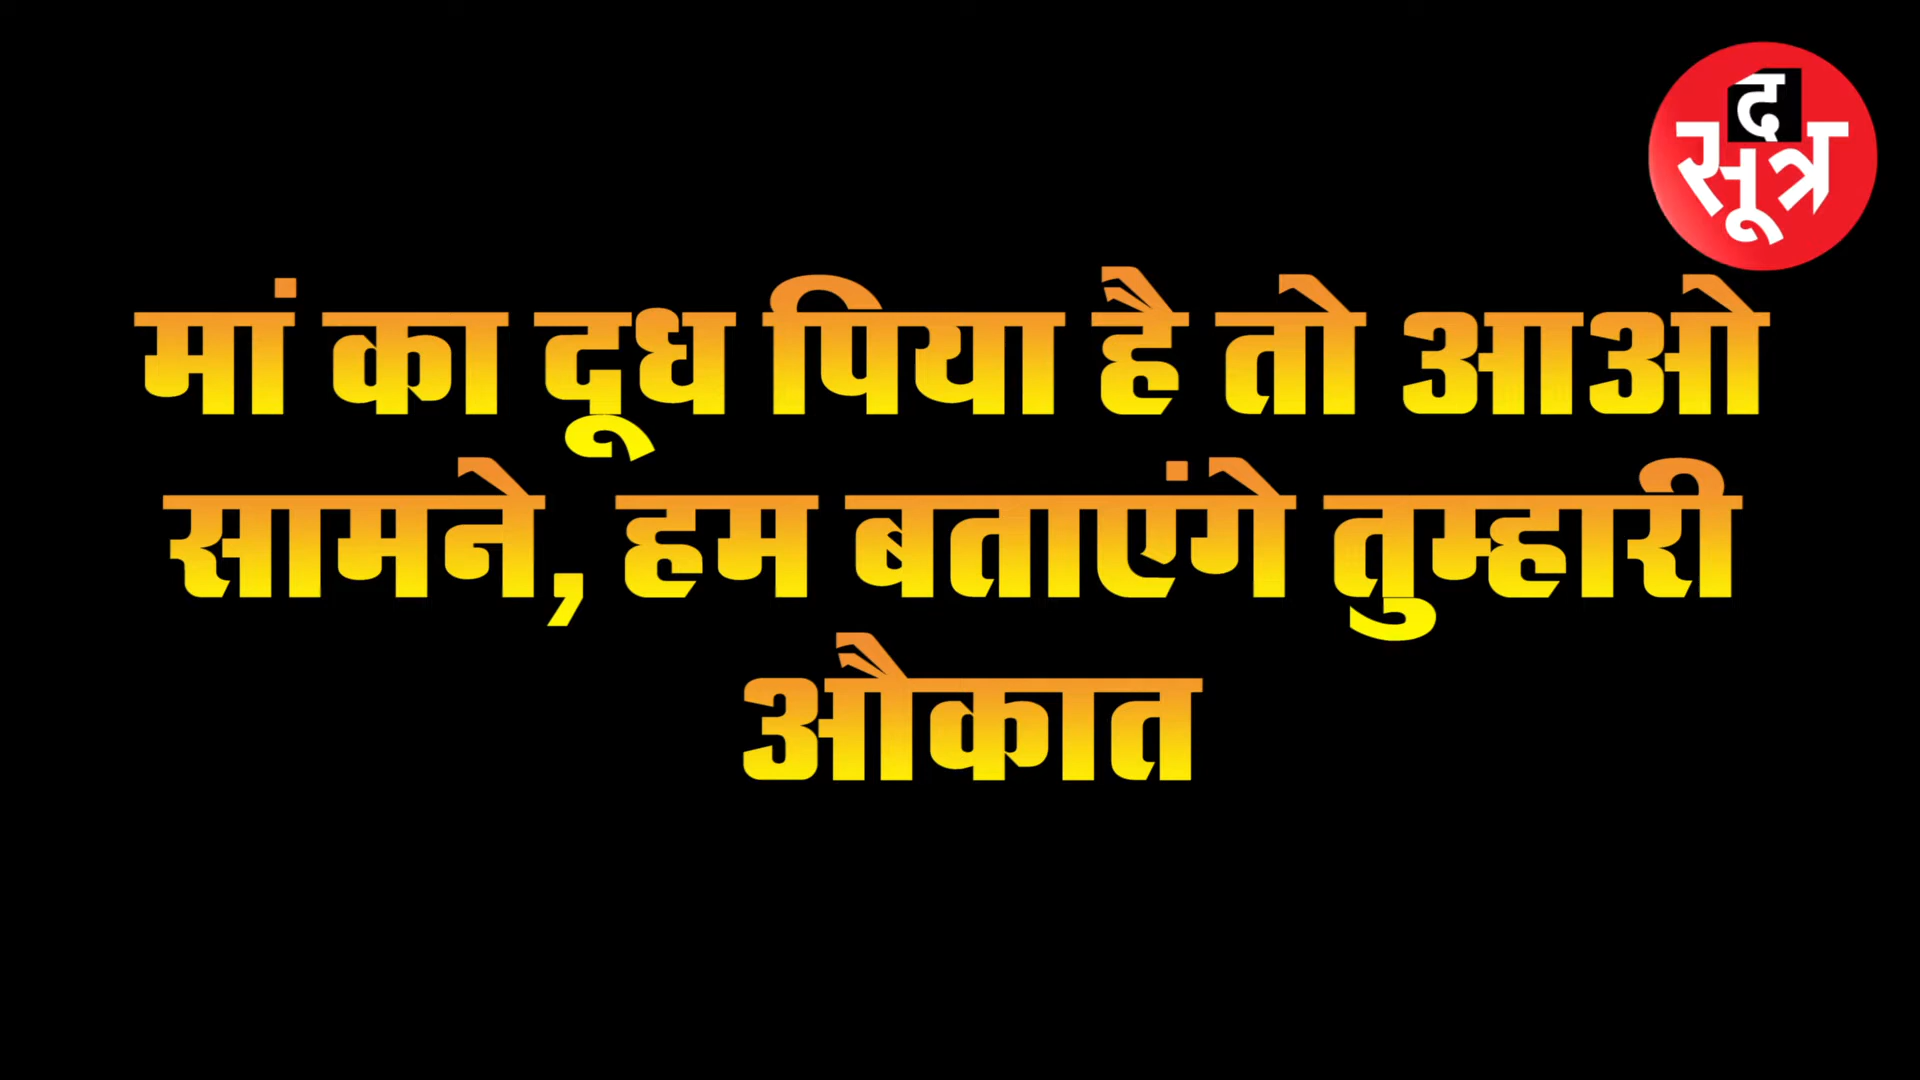 द
सूत्र
मां का दूध पिया है तो आओ
सामने, हम बताएंगे तुम्हारी
औकात